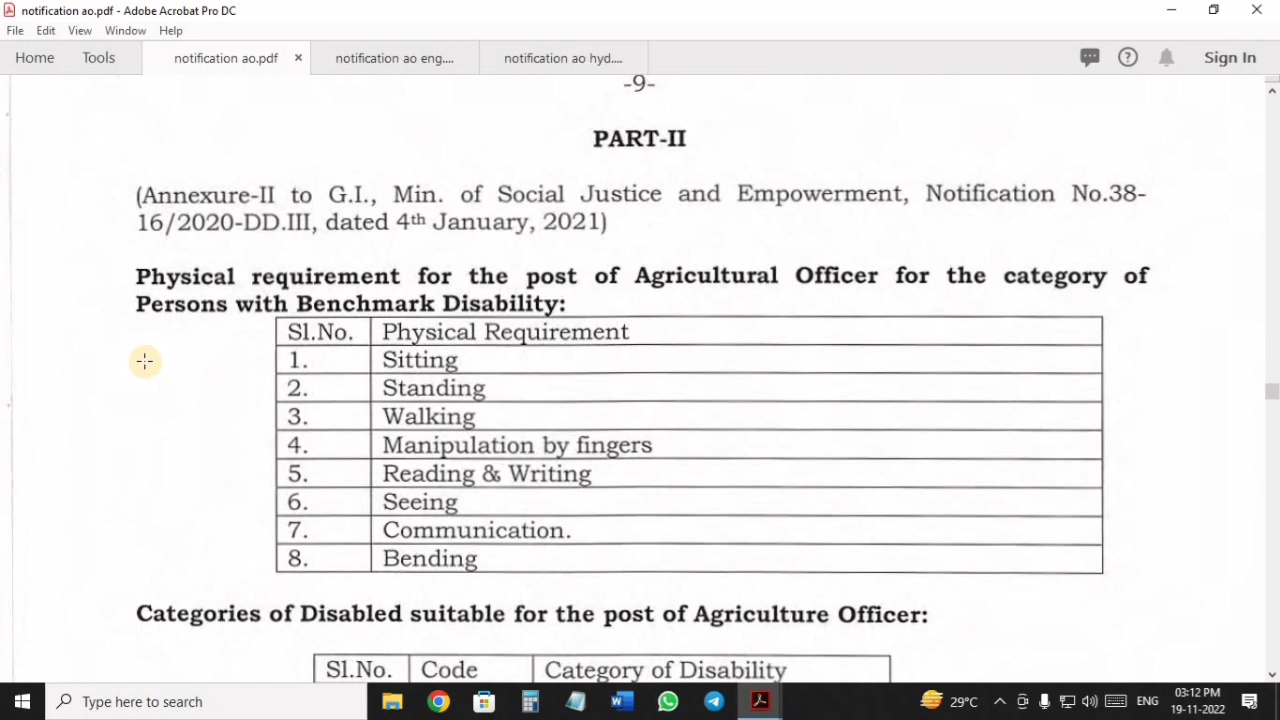 notification ao.pdf - Adobe Acrobat Pro DC
File Edit View Window Help
Home Tools notification ao.pdf × notification ao eng.... notification ao hyd.... Sign In
-9-
PART-II
(Annexure-II to G.I., Min. of Social Justice and Empowerment, Notification No.38-
16/2020-DD.III, dated 4th January, 2021)
Physical requirement for the post of Agricultural Officer for the category of
Persons with Benchmark Disability:
Sl.No. Physical Requirement
1. Sitting
2. Standing
3. Walking
4. Manipulation by fingers
5. Reading & Writing
6. Seeing
7. Communication.
8. Bending
Categories of Disabled suitable for the post of Agriculture Officer:
Sl.No. Code Category of Disability
Type here to search 29°C ENG 03:12 PM
19-11-2022